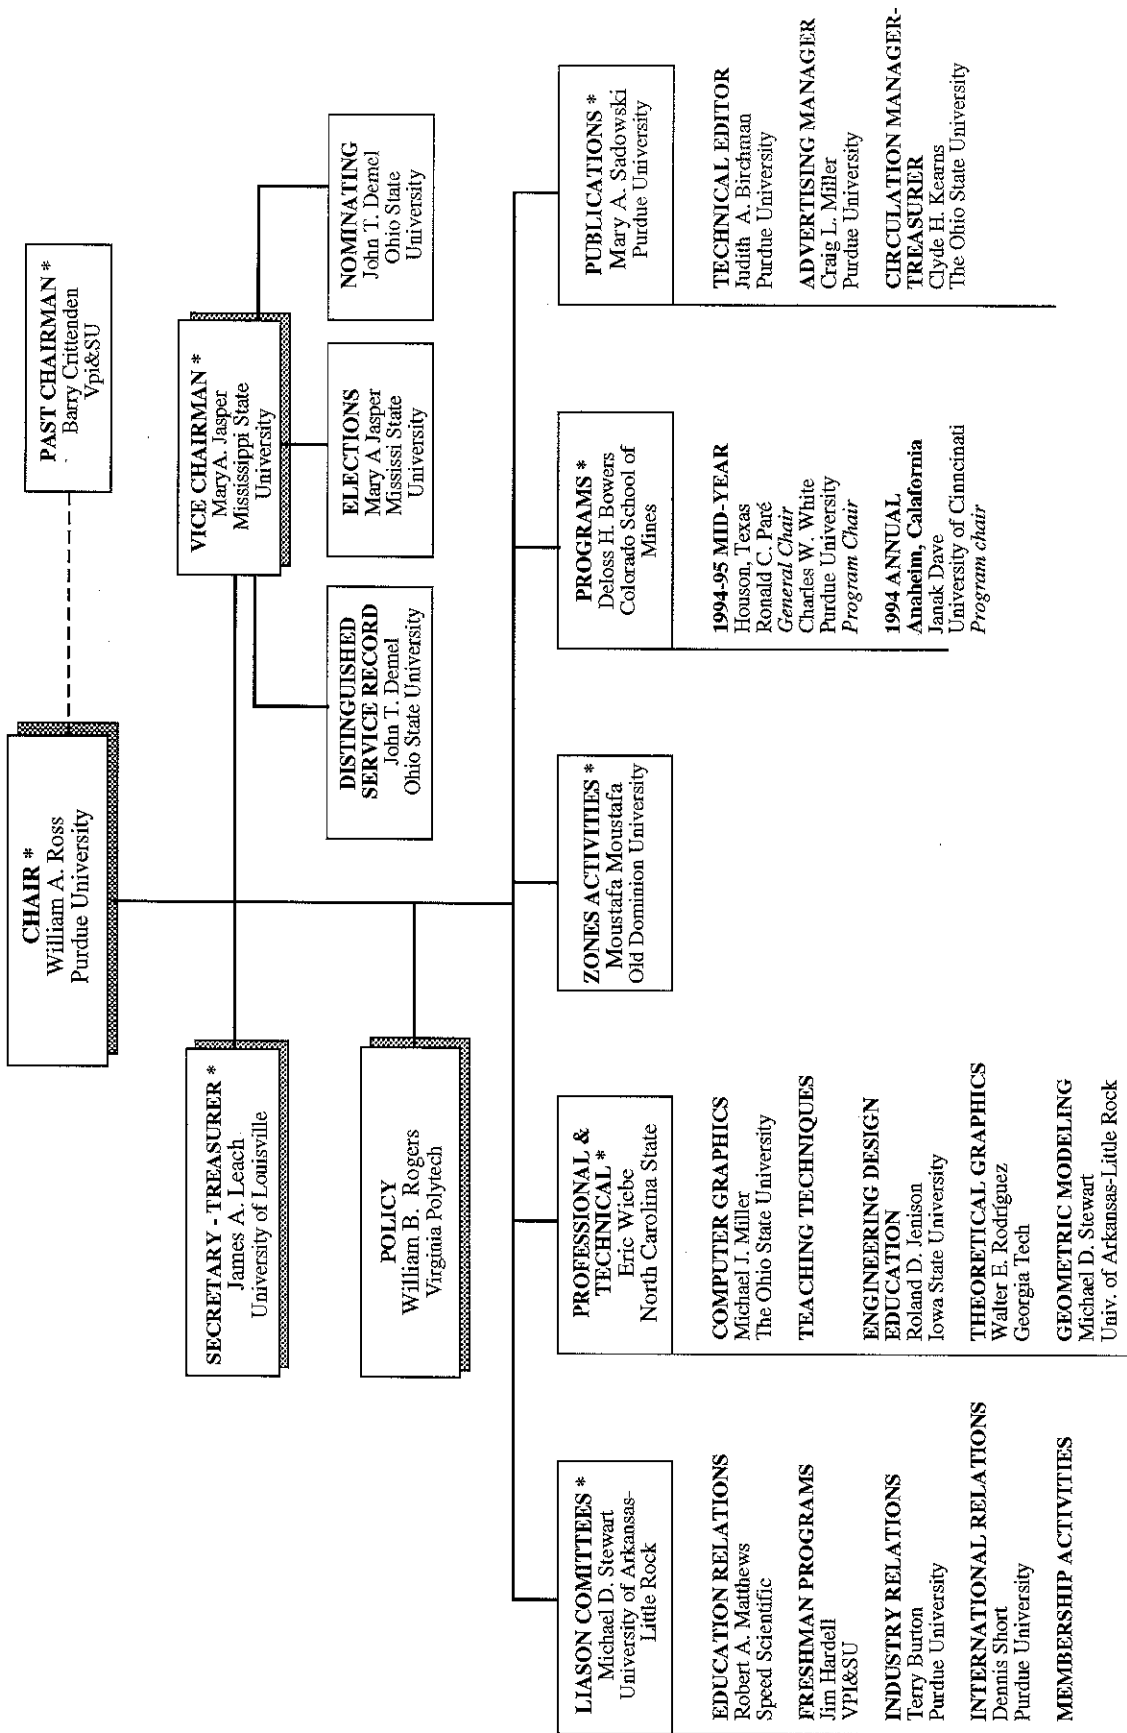 CHAIR *
William A. Ross
Purdue University
PAST CHAIRMAN *
Barry Crittenden
Vpi&SU
SECRETARY - TREASURER *
James A. Leach
University of Louisville
VICE CHAIRMAN *
Mary A. Jasper
Mississippi State
University
POLICY
William B. Rogers
Virginia Polytech
DISTINGUISHED
SERVICE RECORD
John T. Demel
Ohio State University
ELECTIONS
Mary A Jasper
Mississi State
University
NOMINATING
John T. Demel
Ohio State
University
LIASON COMITTEES *
Michael D. Stewart
University of Arkansas-
Little Rock
EDUCATION RELATIONS
Robert A. Matthews
Speed Scientific
FRESHMAN PROGRAMS
Jim Hardell
VPI&SU
INDUSTRY RELATIONS
Terry Burton
Purdue University
INTERNATIONAL RELATIONS
Dennis Short
Purdue University
MEMBERSHIP ACTIVITIES
PROFESSIONAL &
TECHNICAL *
Eric Wiebe
North Carolina State
COMPUTER GRAPHICS
Michael J. Miller
The Ohio State University
TEACHING TECHNIQUES
ENGINEERING DESIGN
EDUCATION
Roland D. Jenison
Iowa State University
THEORETICAL GRAPHICS
Walter E. Rodríguez
Georgia Tech
GEOMETRIC MODELING
Michael D. Stewart
Univ. of Arkansas-Little Rock
ZONES ACTIVITIES *
Moustafa Moustafa
Old Dominion University
PROGRAMS *
Deloss H. Bowers
Colorado School of
Mines
1994-95 MID-YEAR
Houson, Texas
Ronald C. Paré
General Chair
Charles W. White
Purdue University
Program Chair
1994 ANNUAL
Anaheim, Calafornia
Janak Dave
University of Cinncinati
Program chair
PUBLICATIONS *
Mary A. Sadowski
Purdue University
TECHNICAL EDITOR
Judith A. Birchman
Purdue University
ADVERTISING MANAGER
Craig L. Miller
Purdue University
CIRCULATION MANAGER-
TREASURER
Clyde H. Kearns
The Ohio State University